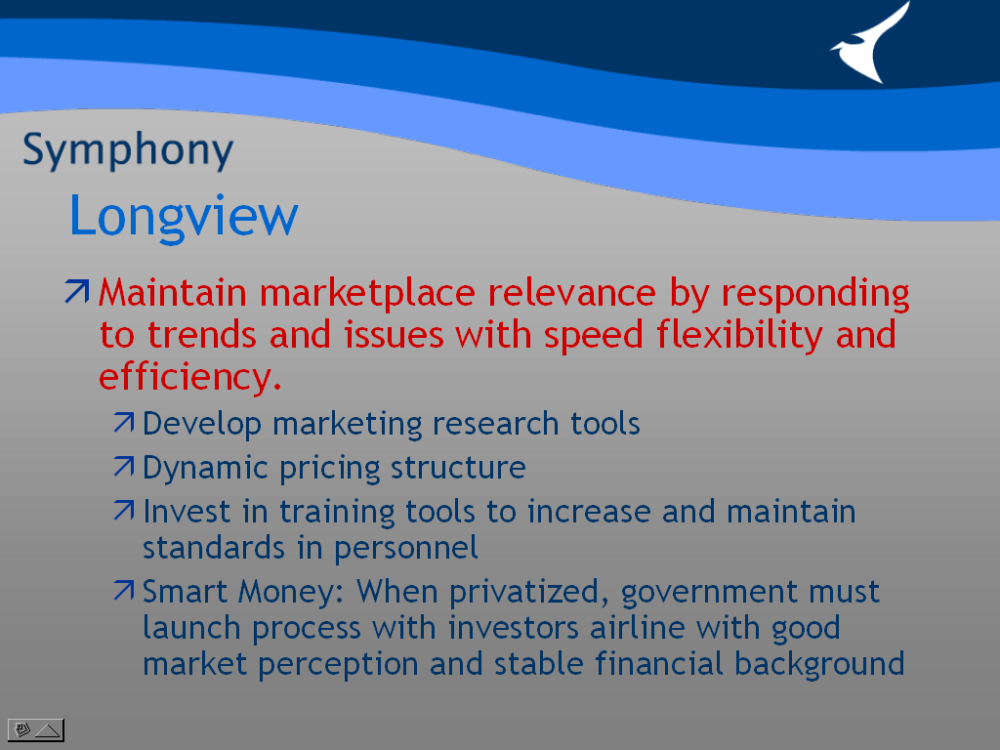 Symphony
Longview
Maintain marketplace relevance by responding
to trends and issues with speed flexibility and
efficiency.
Develop marketing research tools
Dynamic pricing structure
Invest in training tools to increase and maintain
standards in personnel
Smart Money: When privatized, government must
launch process with investors airline with good
market perception and stable financial background